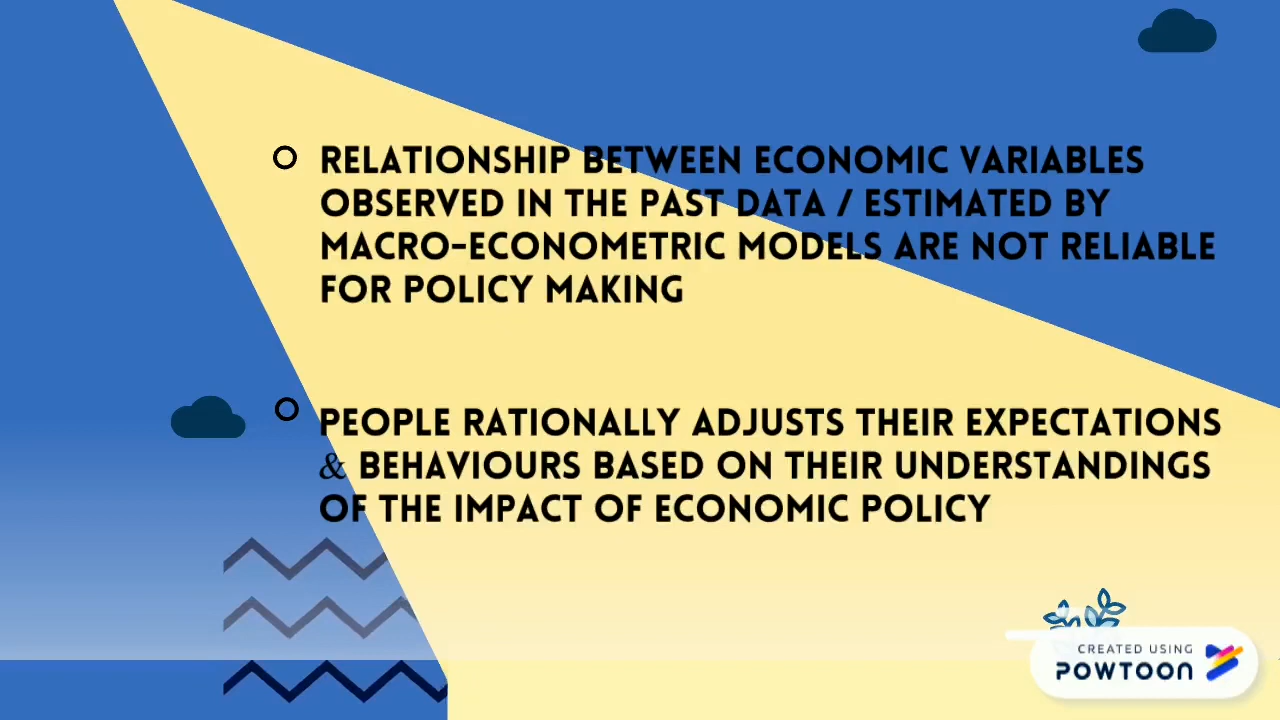 RELATIONSHIP BETWEEN ECONOMIC VARIABLES
OBSERVED IN THE PAST DATA / ESTIMATED BY
MACRO-ECONOMETRIC MODELS ARE NOT RELIABLE
FOR POLICY MAKING
PEOPLE RATIONALLY ADJUSTS THEIR EXPECTATIONS
& BEHAVIOURS BASED ON THEIR UNDERSTANDINGS
OF THE IMPACT OF ECONOMIC POLICY
CREATED USING
POWTOON